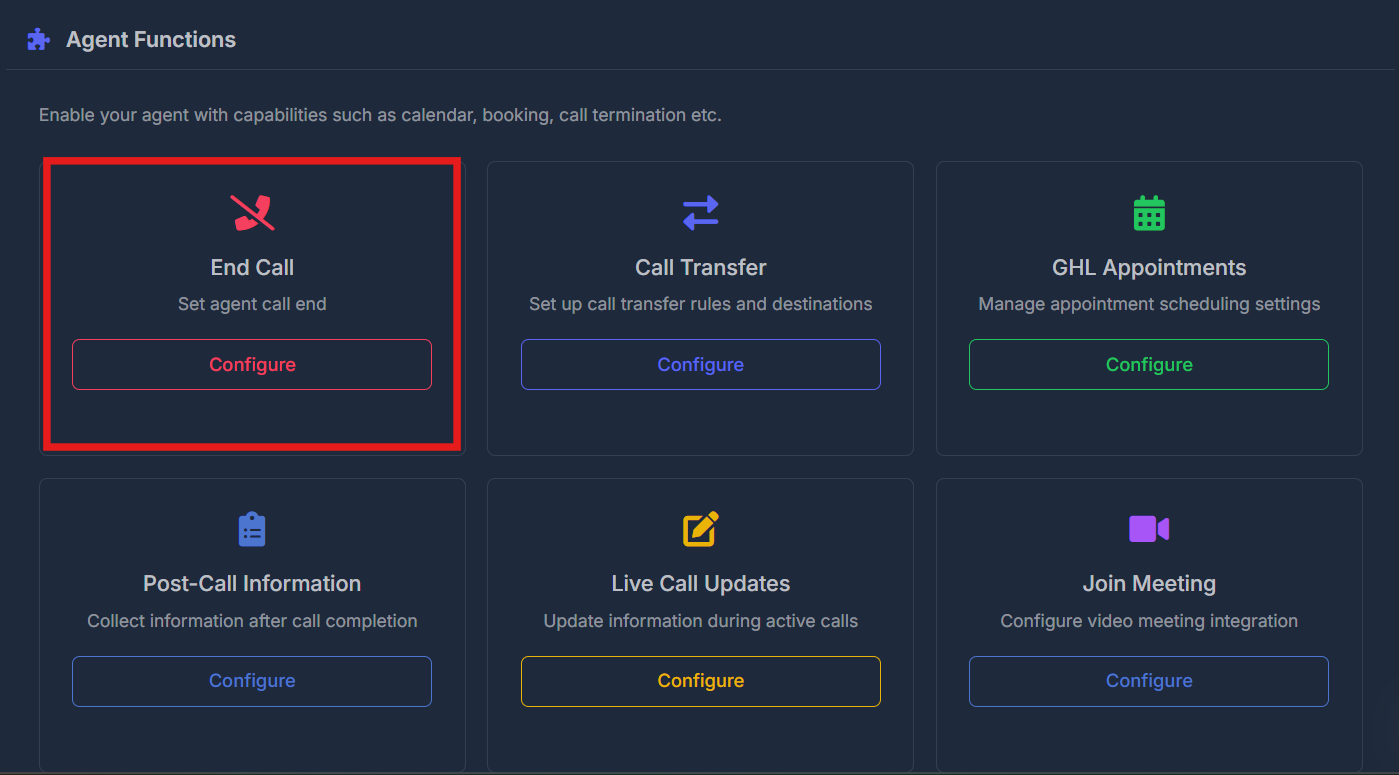 Agent Functions
Enable your agent with capabilities such as calendar, booking, call termination etc.
End Call
Set agent call end
Configure
Call Transfer
Set up call transfer rules and destinations
Configure
GHL Appointments
Manage appointment scheduling settings
Configure
Post-Call Information
Collect information after call completion
Configure
Live Call Updates
Update information during active calls
Configure
Join Meeting
Configure video meeting integration
Configure